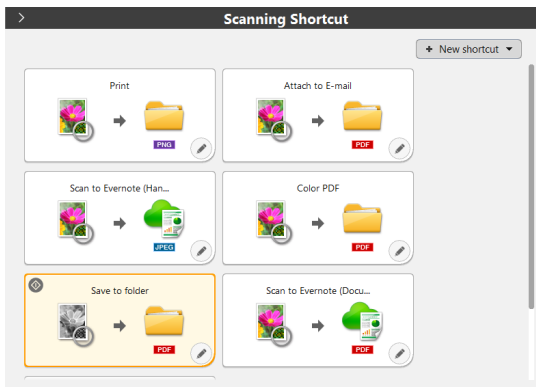 Scanning Shortcut
+ New shortcut
Print
PNG
Attach to E-mail
PDF
Scan to Evernote (Han...
JPEG
Color PDF
PDF
Save to folder
PDF
Scan to Evernote (Docu...
PDF